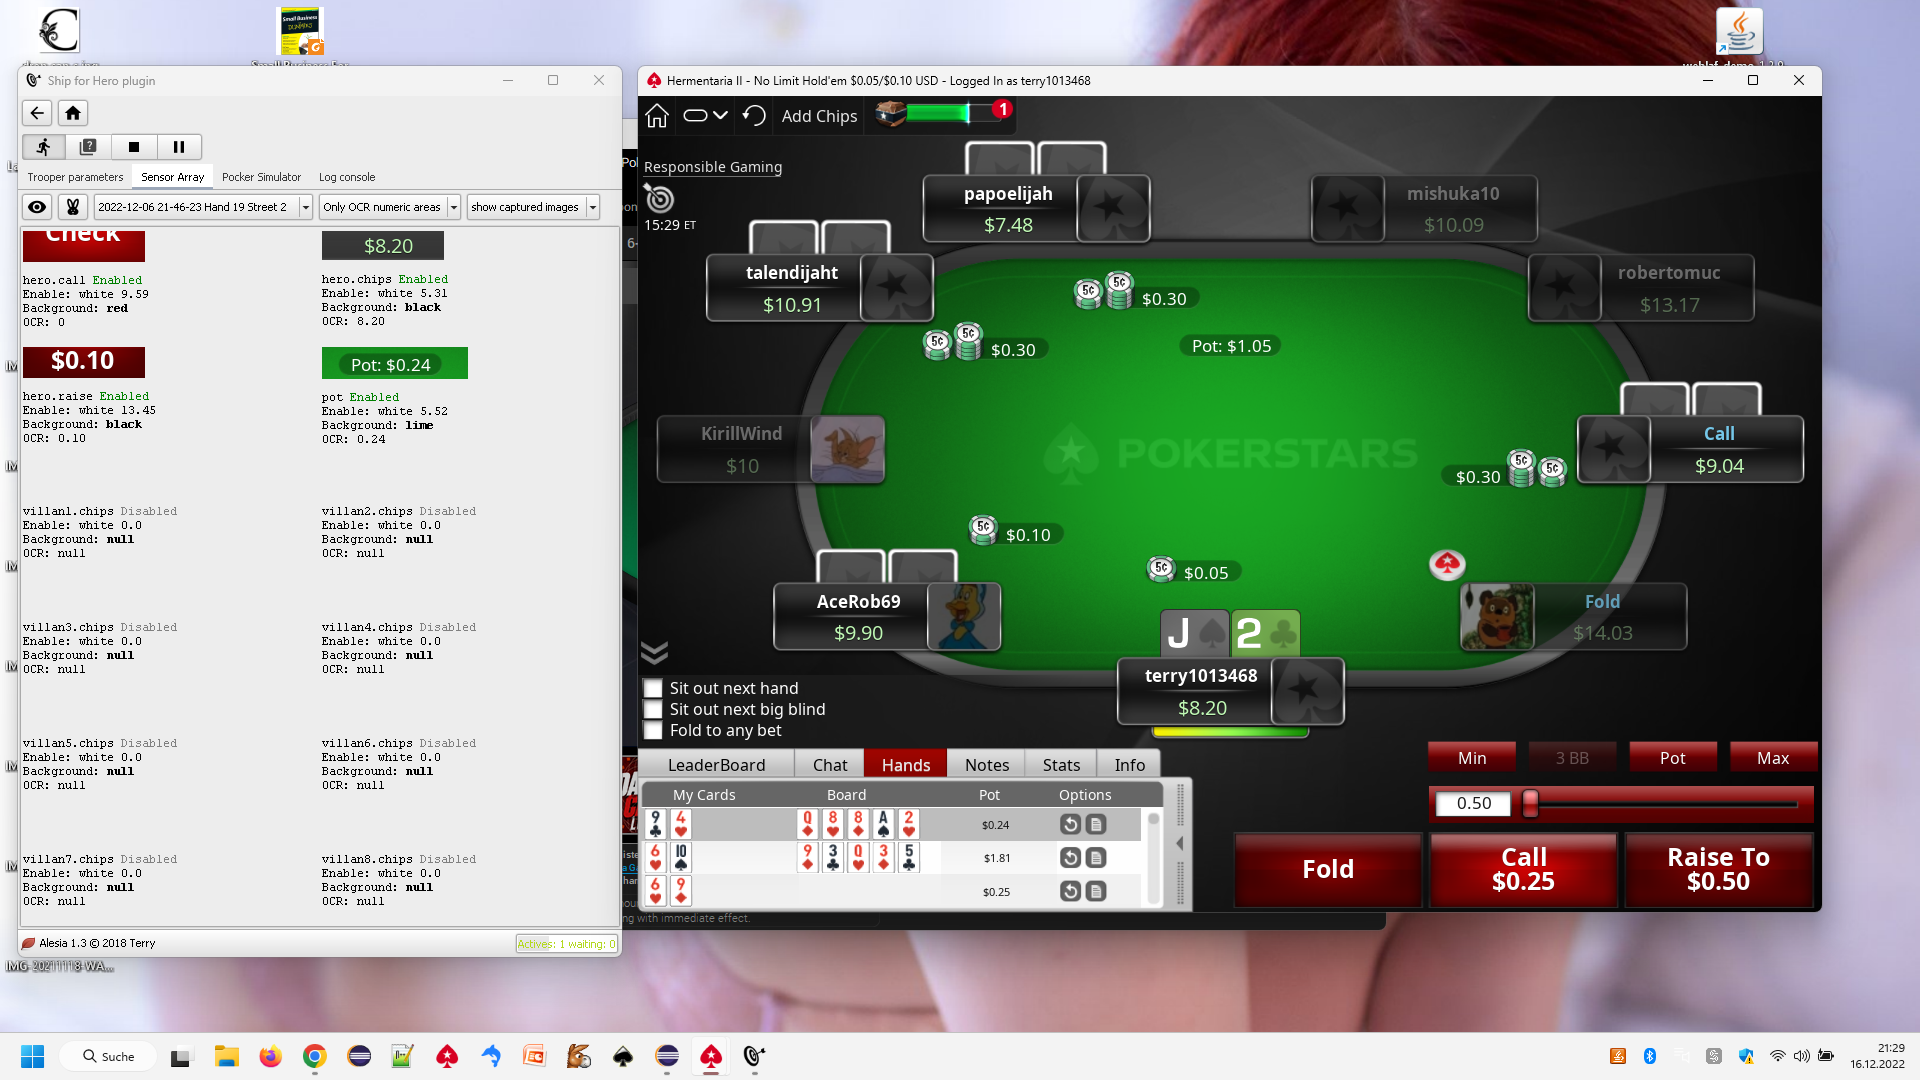 Ship for Hero plugin
Trooper parameters
Sensor Array
Pocker Simulator
Log console
2022-12-06 21-46-23 Hand 19 Street 2
Only OCR numeric areas
show captured images
Check
$8.20
hero.call Enabled
Enable: white 9.59
Background: red
OCR: 0
hero.chips Enabled
Enable: white 5.31
Background: black
OCR: 8.20
$0.10
Pot: $0.24
hero.raise Enabled
Enable: white 13.45
Background: black
OCR: 0.10
pot Enabled
Enable: white 5.52
Background: lime
OCR: 0.24
villan1.chips Disabled
Enable: white 0.0
Background: null
OCR: null
villan2.chips Disabled
Enable: white 0.0
Background: null
OCR: null
villan3.chips Disabled
Enable: white 0.0
Background: null
OCR: null
villan4.chips Disabled
Enable: white 0.0
Background: null
OCR: null
villan5.chips Disabled
Enable: white 0.0
Background: null
OCR: null
villan6.chips Disabled
Enable: white 0.0
Background: null
OCR: null
villan7.chips Disabled
Enable: white 0.0
Background: null
OCR: null
villan8.chips Disabled
Enable: white 0.0
Background: null
OCR: null
Alesia 1.3 © 2018 Terry
Actives: 1 waiting: 0
Hermentaria II - No Limit Hold'em $0.05/$0.10 USD - Logged In as terry1013468
Add Chips
1
Responsible Gaming
15:29 ET
papoelijah
$7.48
mishuka10
$10.09
talendijaht
$10.91
robertomuc
$13.17
5¢ 5¢ $0.30
5¢ 5¢ $0.30
Pot: $1.05
KirillWind
$10
POKERSTARS
Call
$9.04
$0.30 5¢ 5¢
5¢ $0.10
5¢ $0.05
AceRob69
$9.90
Fold
$14.03
J 2
terry1013468
$8.20
Sit out next hand
Sit out next big blind
Fold to any bet
LeaderBoard
Chat
Hands
Notes
Stats
Info
My Cards
Board
Pot
Options
9 4 Q 8 8 A 2 $0.24
6 10 9 3 Q 3 5 $1.81
6 9 $0.25
Min
3 BB
Pot
Max
0.50
Fold
Call
$0.25
Raise To
$0.50
ng with immediate effect.
IMG-20211118-WA...
Small Business
DUMMIES
Suche
21:29
16.12.2022